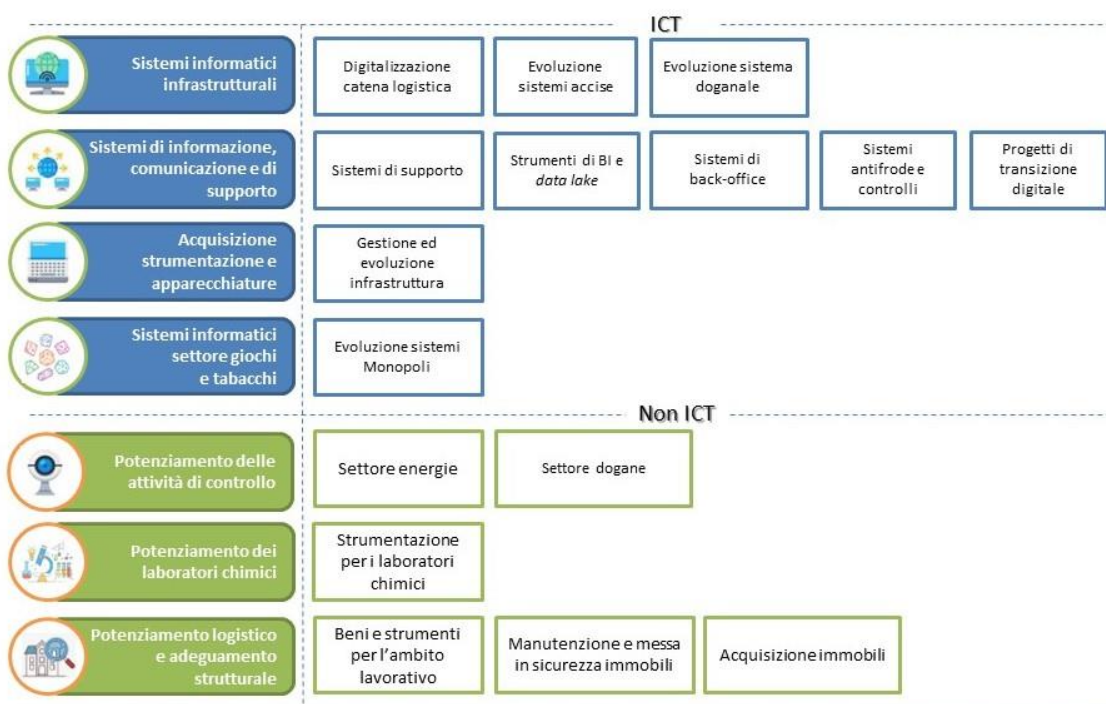 ICT
Sistemi informatici
infrastrutturali
Digitalizzazione
catena logistica
Evoluzione
sistemi accise
Evoluzione sistema
doganale
Sistemi di informazione,
comunicazione e di
supporto
Sistemi di supporto
Strumenti di BI e
data lake
Sistemi di
back-office
Sistemi
antifrode e
controlli
Progetti di
transizione
digitale
Acquisizione
strumentazione e
apparecchiature
Gestione ed
evoluzione
infrastruttura
Sistemi informatici
settore giochi
e tabacchi
Evoluzione sistemi
Monopoli
Non ICT
Potenziamento delle
attività di controllo
Settore energie
Settore dogane
Potenziamento dei
laboratori chimici
Strumentazione
per i laboratori
chimici
Potenziamento logistico
e adeguamento
strutturale
Beni e strumenti
per l'ambito
lavorativo
Manutenzione e messa
in sicurezza immobili
Acquisizione immobili